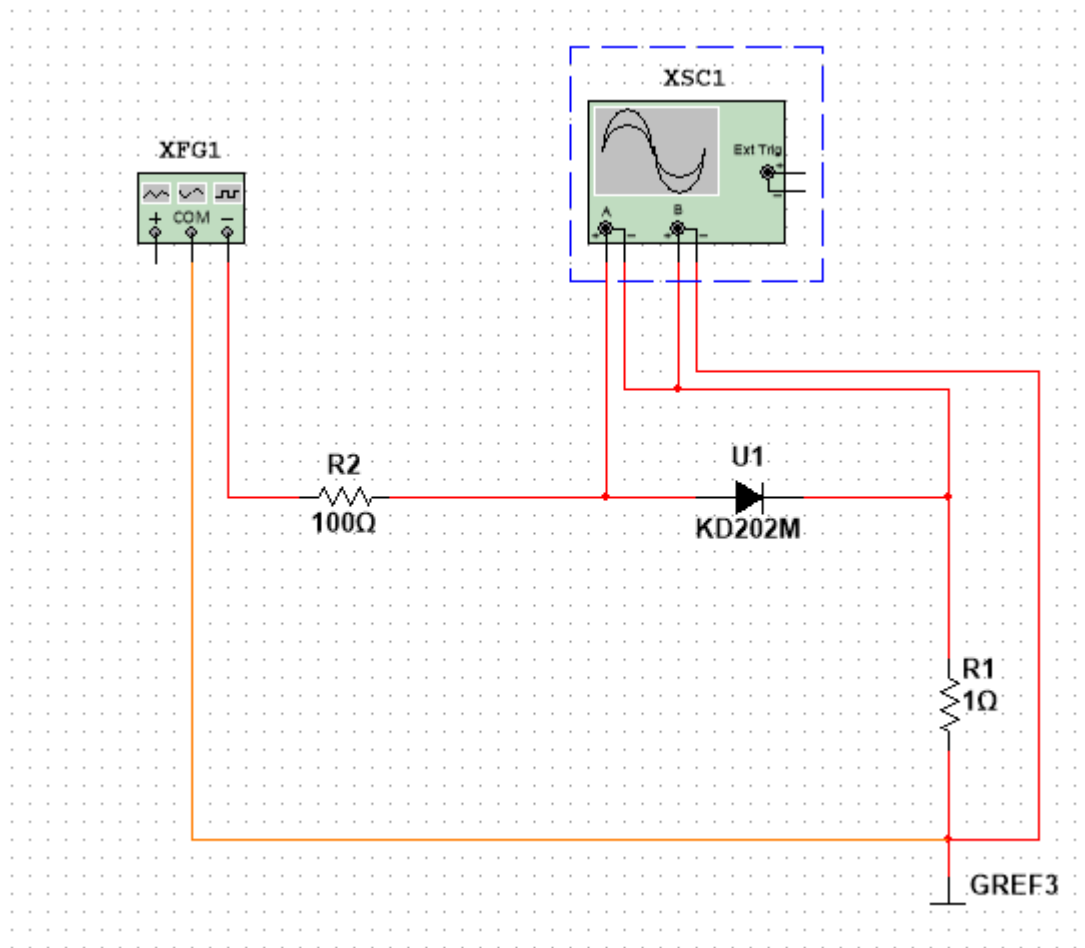 XSC1
XFG1
Ext Trig
+
-
+ COM -
A B
+ - + -
U1
R2
100Ω
KD202M
R1
1Ω
GREF3